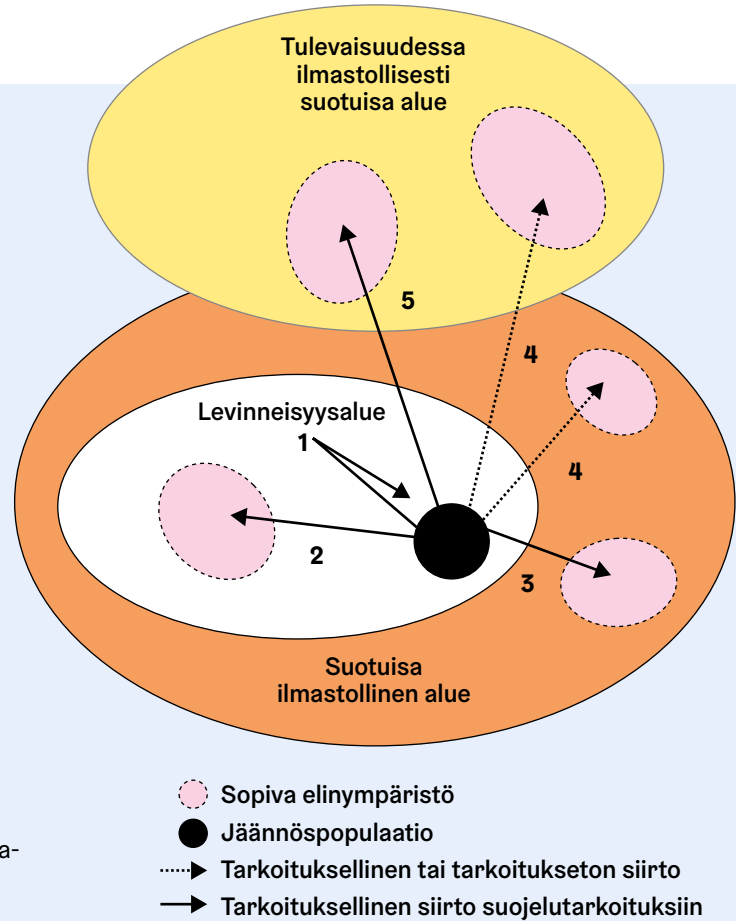 Tulevaisuudessa
ilmastollisesti
suotuisa alue
5
4
Levinneisyysalue
1
4
2
3
Suotuisa
ilmastollinen alue
Sopiva elinympäristö
Jäännöspopulaatio
a-
Tarkoituksellinen tai tarkoitukseton siirto
Tarkoituksellinen siirto suojelutarkoituksiin